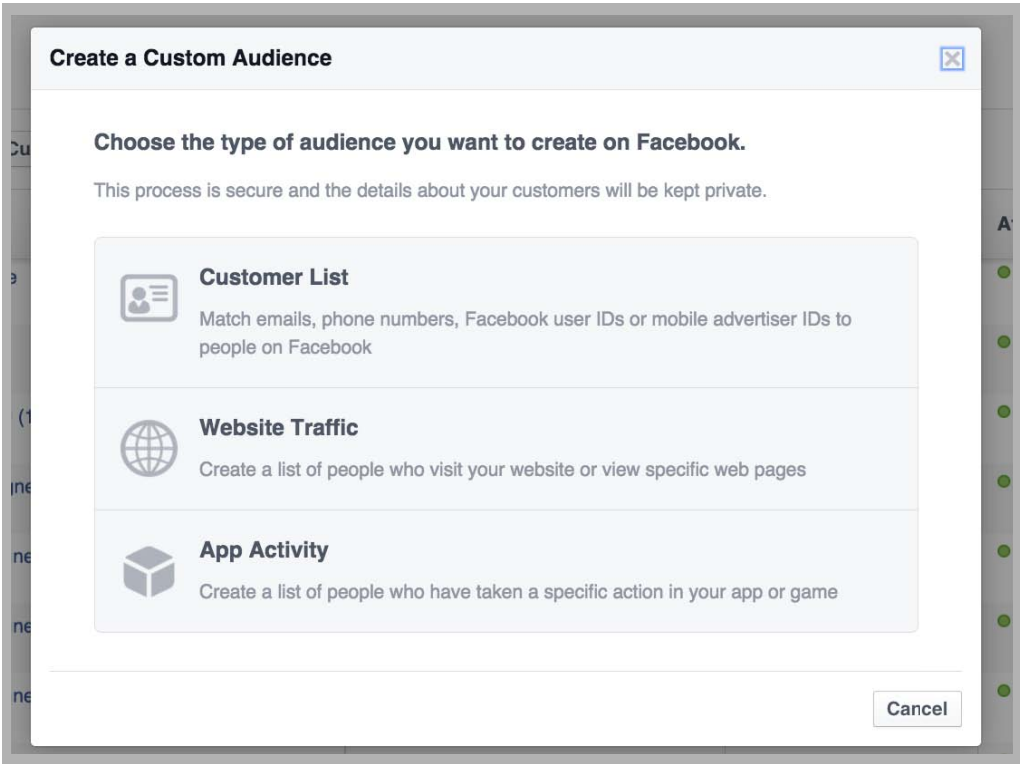 Create a Custom Audience
Choose the type of audience you want to create on Facebook.
This process is secure and the details about your customers will be kept private.
Customer List
Match emails, phone numbers, Facebook user IDs or mobile advertiser IDs to
people on Facebook
Website Traffic
Create a list of people who visit your website or view specific web pages
App Activity
Create a list of people who have taken a specific action in your app or game
Cancel